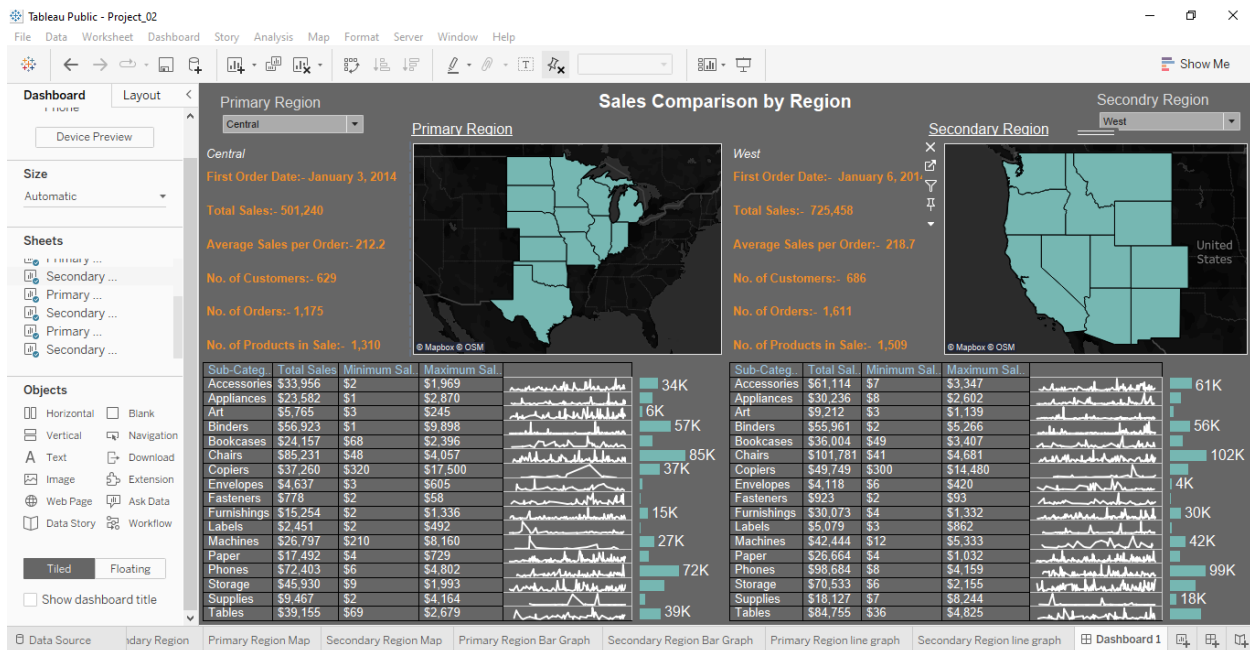 Tableau Public - Project_02
File Data Worksheet Dashboard Story Analysis Map Format Server Window Help
Show Me
Dashboard Layout
Device Preview
Size
Automatic
Sheets
Secondary ...
Primary ...
Secondary ...
Primary ...
Secondary ...
Objects
Horizontal Blank
Vertical Navigation
Text Download
Image Extension
Web Page Ask Data
Data Story Workflow
Tiled Floating
Show dashboard title
Sales Comparison by Region
Primary Region
Central
Primary Region
Secondry Region
West
Secondary Region
Central
First Order Date:- January 3, 2014
Total Sales:- 501,240
Average Sales per Order:- 212.2
No. of Customers:- 629
No. of Orders:- 1,175
No. of Products in Sale:- 1,310
© Mapbox © OSM
West
First Order Date:- January 6, 201
Total Sales:- 725,458
Average Sales per Order:- 218.7
No. of Customers:- 686
No. of Orders:- 1,611
No. of Products in Sale:- 1,509
United
States
© Mapbox © OSM
Sub-Categ.. Total Sales Minimum Sal.. Maximum Sal..
Accessories $33,956 $2 $1,969 34K
Appliances $23,582 $1 $2,870
Art $5,765 $3 $245 6K
Binders $56,923 $1 $9,898 57K
Bookcases $24,157 $68 $2,396
Chairs $85,231 $48 $4,057 85K
Copiers $37,260 $320 $17,500 37K
Envelopes $4,637 $3 $605
Fasteners $778 $2 $58
Furnishings $15,254 $2 $1,336 15K
Labels $2,451 $2 $492
Machines $26,797 $210 $8,160 27K
Paper $17,492 $4 $729
Phones $72,403 $6 $4,802 72K
Storage $45,930 $9 $1,993
Supplies $9,467 $2 $4,164
Tables $39,155 $69 $2,679 39K
Sub-Categ.. Total Sal.. Minimum Sal.. Maximum Sal..
Accessories $61,114 $7 $3,347 61K
Appliances $30,236 $8 $2,602
Art $9,212 $3 $1,139
Binders $55,961 $2 $5,266 56K
Bookcases $36,004 $49 $3,407
Chairs $101,781 $41 $4,681 102K
Copiers $49,749 $300 $14,480
Envelopes $4,118 $6 $420 4K
Fasteners $923 $2 $93
Furnishings $30,073 $4 $1,332 30K
Labels $5,079 $3 $862
Machines $42,444 $12 $5,333 42K
Paper $26,664 $4 $1,032
Phones $98,684 $8 $4,159 99K
Storage $70,533 $6 $2,155
Supplies $18,127 $7 $8,244 18K
Tables $84,755 $36 $4,825
Data Source ndary Region Primary Region Map Secondary Region Map Primary Region Bar Graph Secondary Region Bar Graph Primary Region line graph Secondary Region line graph Dashboard 1